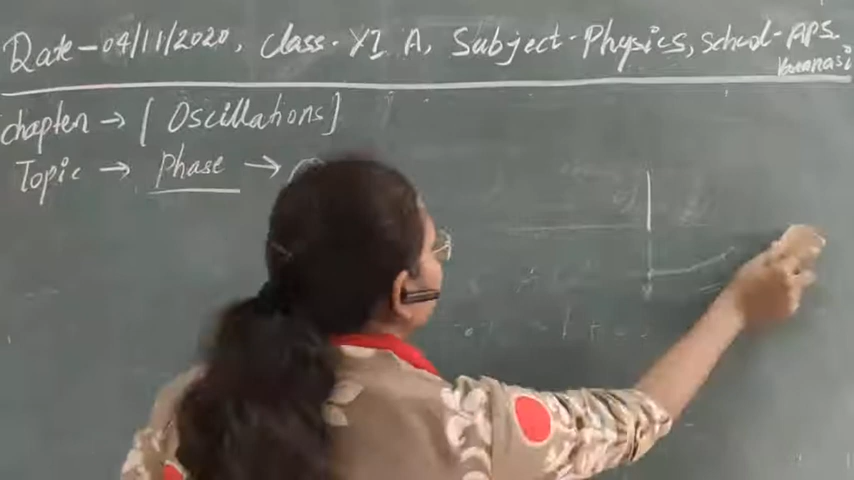 Date - 04/11/2020, Class - XI A, Subject - Physics, School - APS
Varanasi
Chapter → [ Oscillations ]
Topic → Phase →